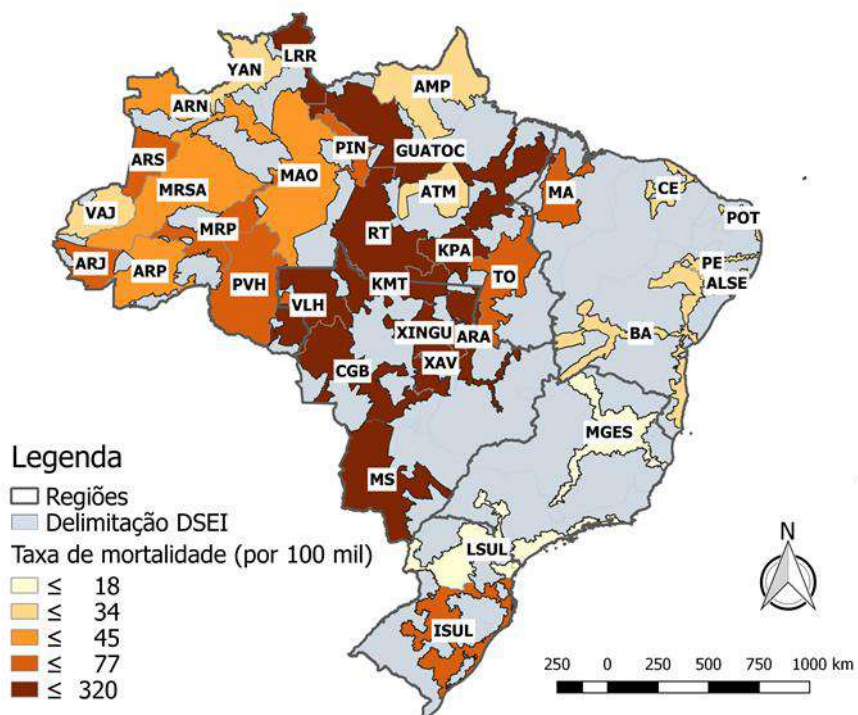 LRR
YAN
AMP
ARN
ARS
PIN
GUATOC
MAO
MRSA
ATM
MA
CE
VAJ
POT
MRP
RT
KPA
PE
ARJ
ARP
TO
ALSE
PVH
KMT
VLH
XINGU
ARA
BA
CGB
XAV
MGES
MS
LSUL
ISUL
Legenda
Regiões
Delimitação DSEI
Taxa de mortalidade (por 100 mil)
≤ 18
≤ 34
≤ 45
≤ 77
≤ 320
N
250 0 250 500 750 1000 km